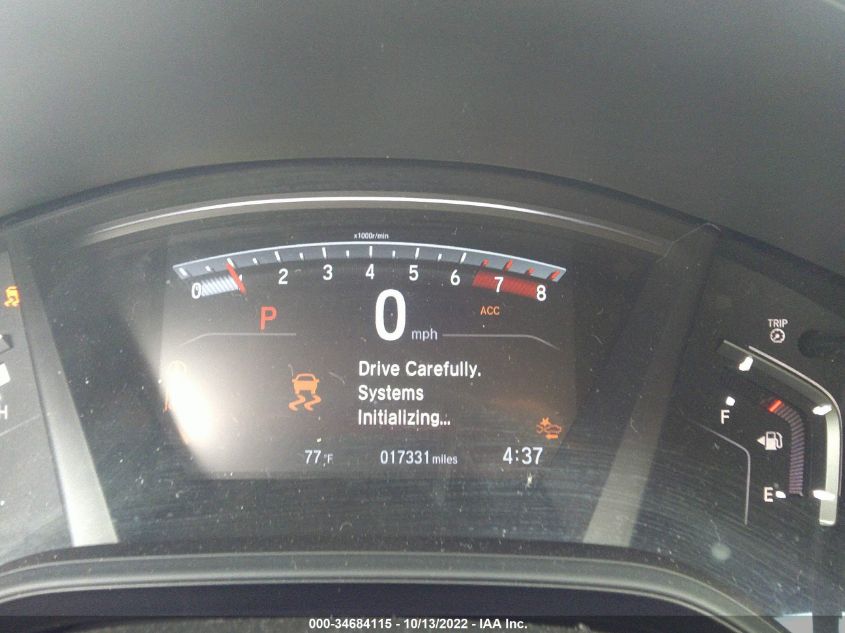 x1000r/min
0 1 2 3 4 5 6 7 8
P 0 mph ACC
TRIP
Drive Carefully.
Systems
Initializing...
H
F
E
77°F 017331 miles 4:37
000-34684115 - 10/13/2022 - IAA Inc.